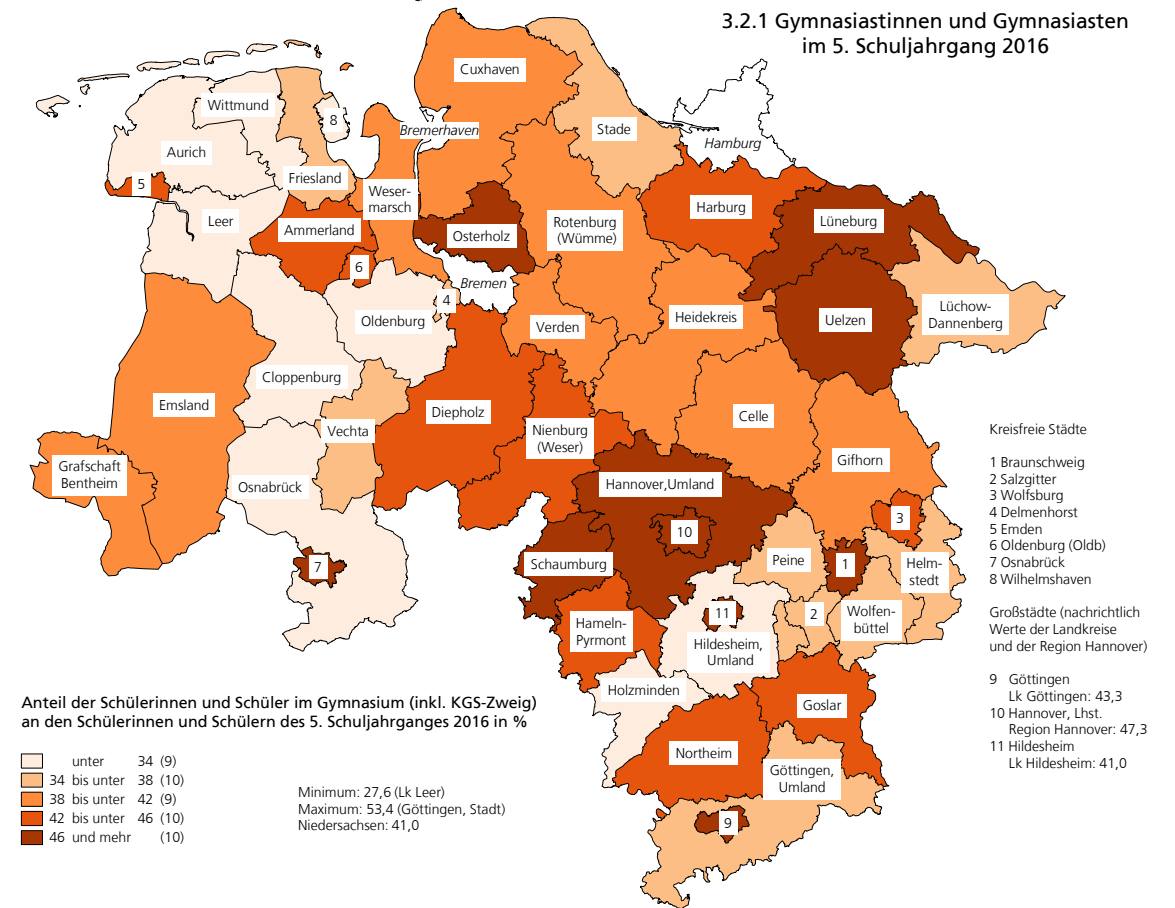 3.2.1 Gymnasiastinnen und Gymnasiasten
im 5. Schuljahrgang 2016
Cuxhaven
Wittmund
8
Bremerhaven
Stade
Hamburg
Aurich
5
Friesland
Weser-
marsch
Leer
Ammerland
Osterholz
Rotenburg
(Wümme)
Harburg
Lüneburg
6
Bremen
4
Oldenburg
Verden
Heidekreis
Uelzen
Lüchow-
Dannenberg
Cloppenburg
Emsland
Vechta
Diepholz
Nienburg
(Weser)
Celle
Gifhorn
Grafschaft
Bentheim
Osnabrück
Hannover,Umland
10
3
7
Schaumburg
Peine
1
Helm-
stedt
Hameln-
Pyrmont
11
Hildesheim,
Umland
2
Wolfen-
büttel
Holzminden
Goslar
Northeim
Göttingen,
Umland
9
Kreisfreie Städte
1 Braunschweig
2 Salzgitter
3 Wolfsburg
4 Delmenhorst
5 Emden
6 Oldenburg (Oldb)
7 Osnabrück
8 Wilhelmshaven
Großstädte (nachrichtlich
Werte der Landkreise
und der Region Hannover)
9 Göttingen
Lk Göttingen: 43,3
10 Hannover, Lhst.
Region Hannover: 47,3
11 Hildesheim
Lk Hildesheim: 41,0
Anteil der Schülerinnen und Schüler im Gymnasium (inkl. KGS-Zweig)
an den Schülerinnen und Schülern des 5. Schuljahrganges 2016 in %
unter 34 (9)
34 bis unter 38 (10)
38 bis unter 42 (9)
42 bis unter 46 (10)
46 und mehr (10)
Minimum: 27,6 (Lk Leer)
Maximum: 53,4 (Göttingen, Stadt)
Niedersachsen: 41,0